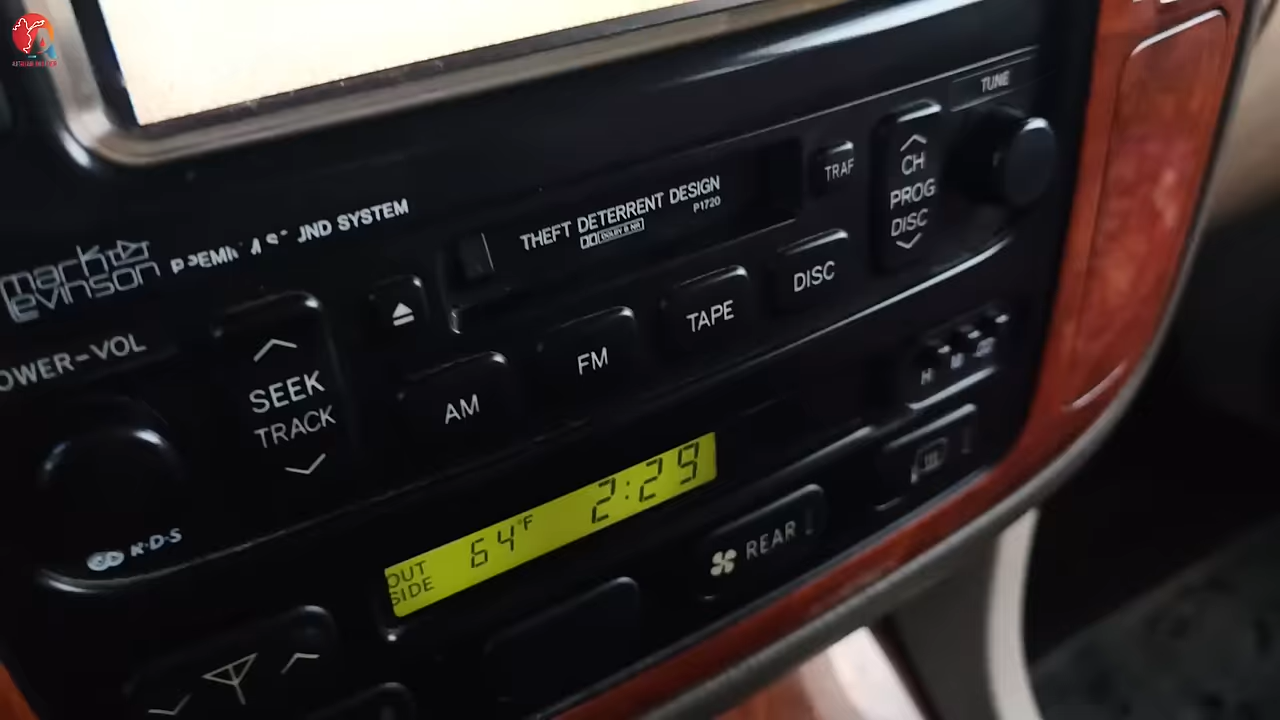 TUNE
TRAF
CH
PROG
DISC
THEFT DETERRENT DESIGN
P1720
DOLBY B NR
mark
levinson
SYSTEM
OWER-VOL
SEEK
TRACK
AM
FM
TAPE
DISC
H M
OUT
SIDE
64°F
2:29
REAR
R·D·S